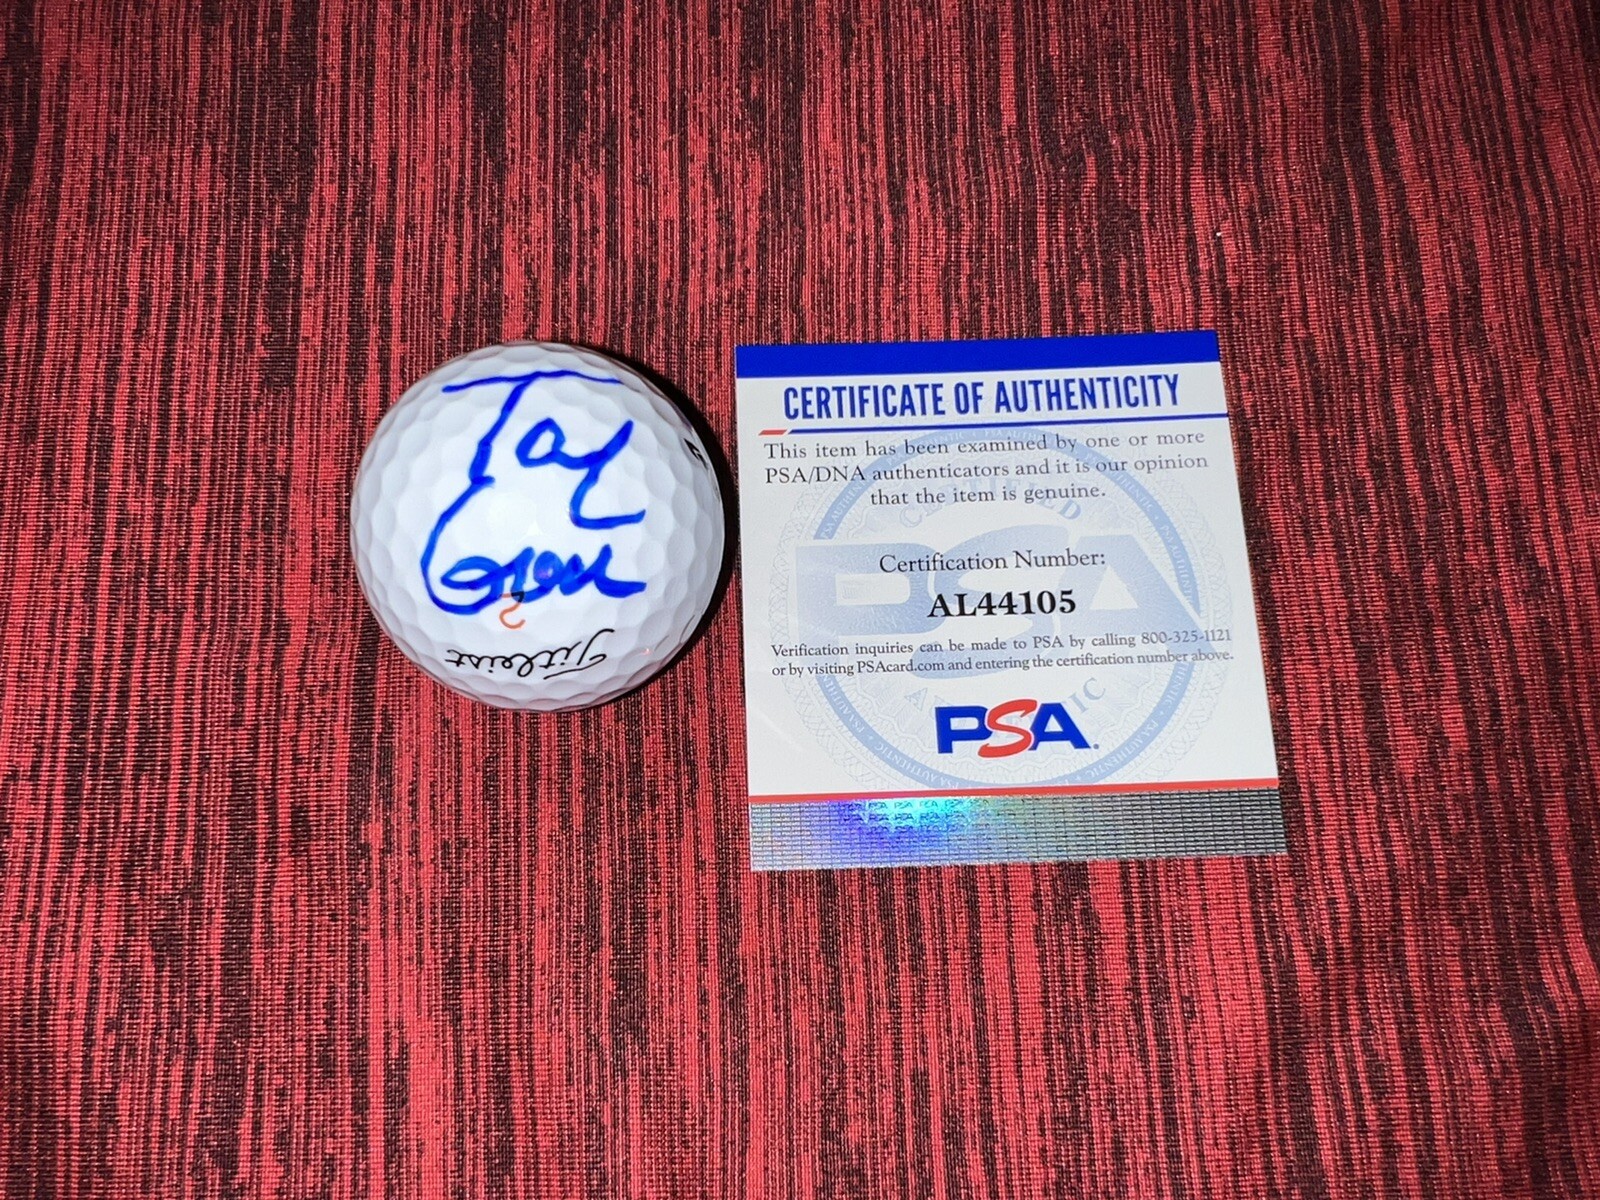 Tay
Titleist
CERTIFICATE OF AUTHENTICITY
This item has been examined by one or more
PSA/DNA authenticators and it is our opinion
that the item is genuine.
Certification Number:
AL44105
Verification inquiries can be made to PSA by calling 800-325-1121
or by visiting PSAcard.com and entering the certification number above.
PSA